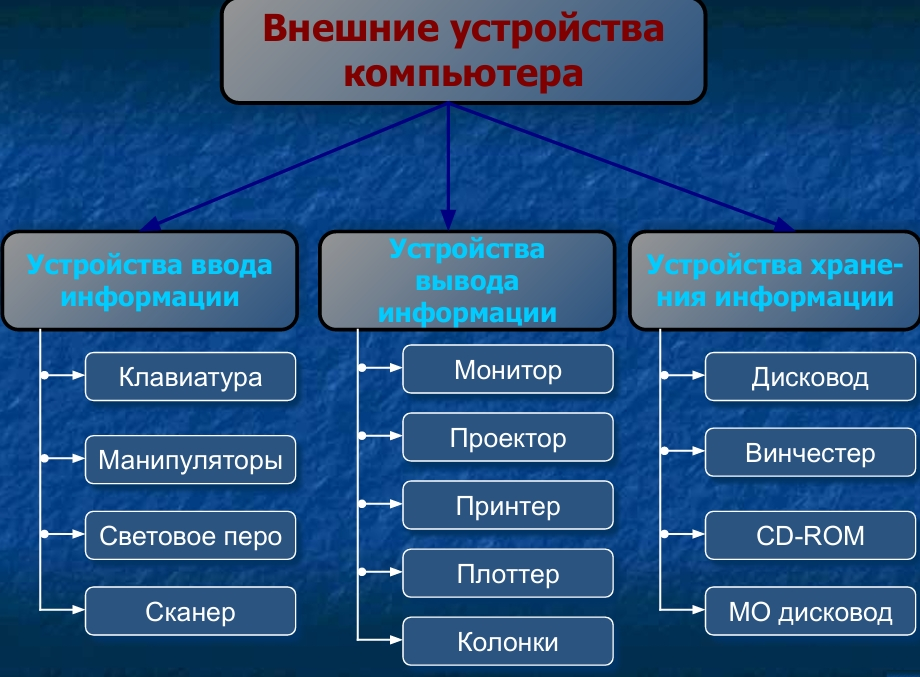 Внешние устройства
компьютера
Устройства ввода
информации
Клавиатура
Манипуляторы
Световое перо
Сканер
Устройства
вывода
информации
Монитор
Проектор
Принтер
Плоттер
Колонки
Устройства хране-
ния информации
Дисковод
Винчестер
CD-ROM
МО дисковод